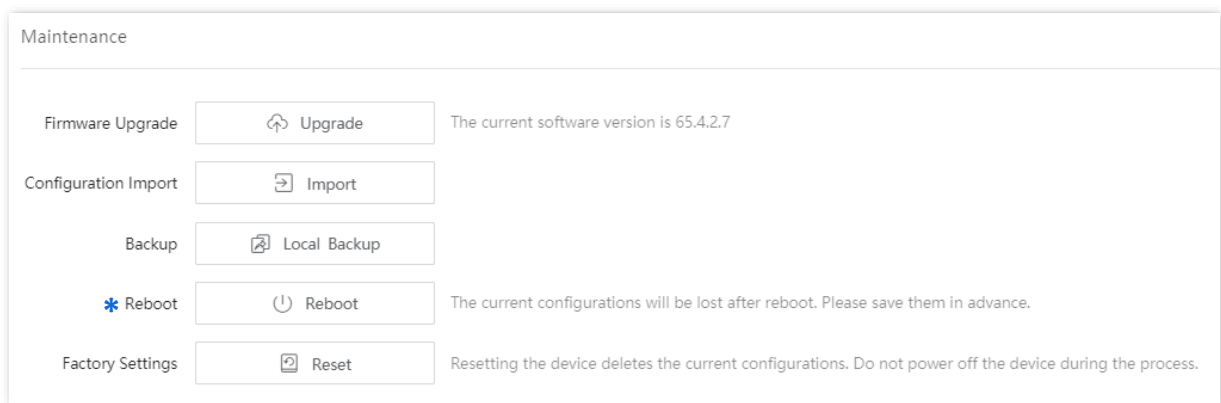 Maintenance
Firmware Upgrade Upgrade The current software version is 65.4.2.7
Configuration Import Import
Backup Local Backup
* Reboot Reboot The current configurations will be lost after reboot. Please save them in advance.
Factory Settings Reset Resetting the device deletes the current configurations. Do not power off the device during the process.